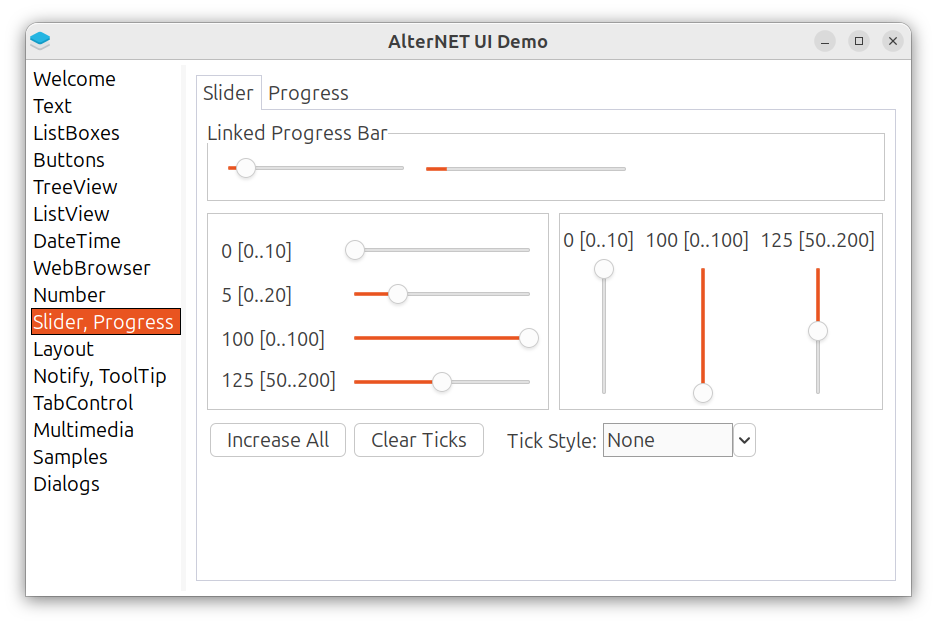 AlterNET UI Demo
Welcome
Text
ListBoxes
Buttons
TreeView
ListView
DateTime
WebBrowser
Number
Slider, Progress
Layout
Notify, ToolTip
TabControl
Multimedia
Samples
Dialogs
Slider Progress
Linked Progress Bar
0 [0..10]
5 [0..20]
100 [0..100]
125 [50..200]
0 [0..10] 100 [0..100] 125 [50..200]
Increase All Clear Ticks Tick Style: None